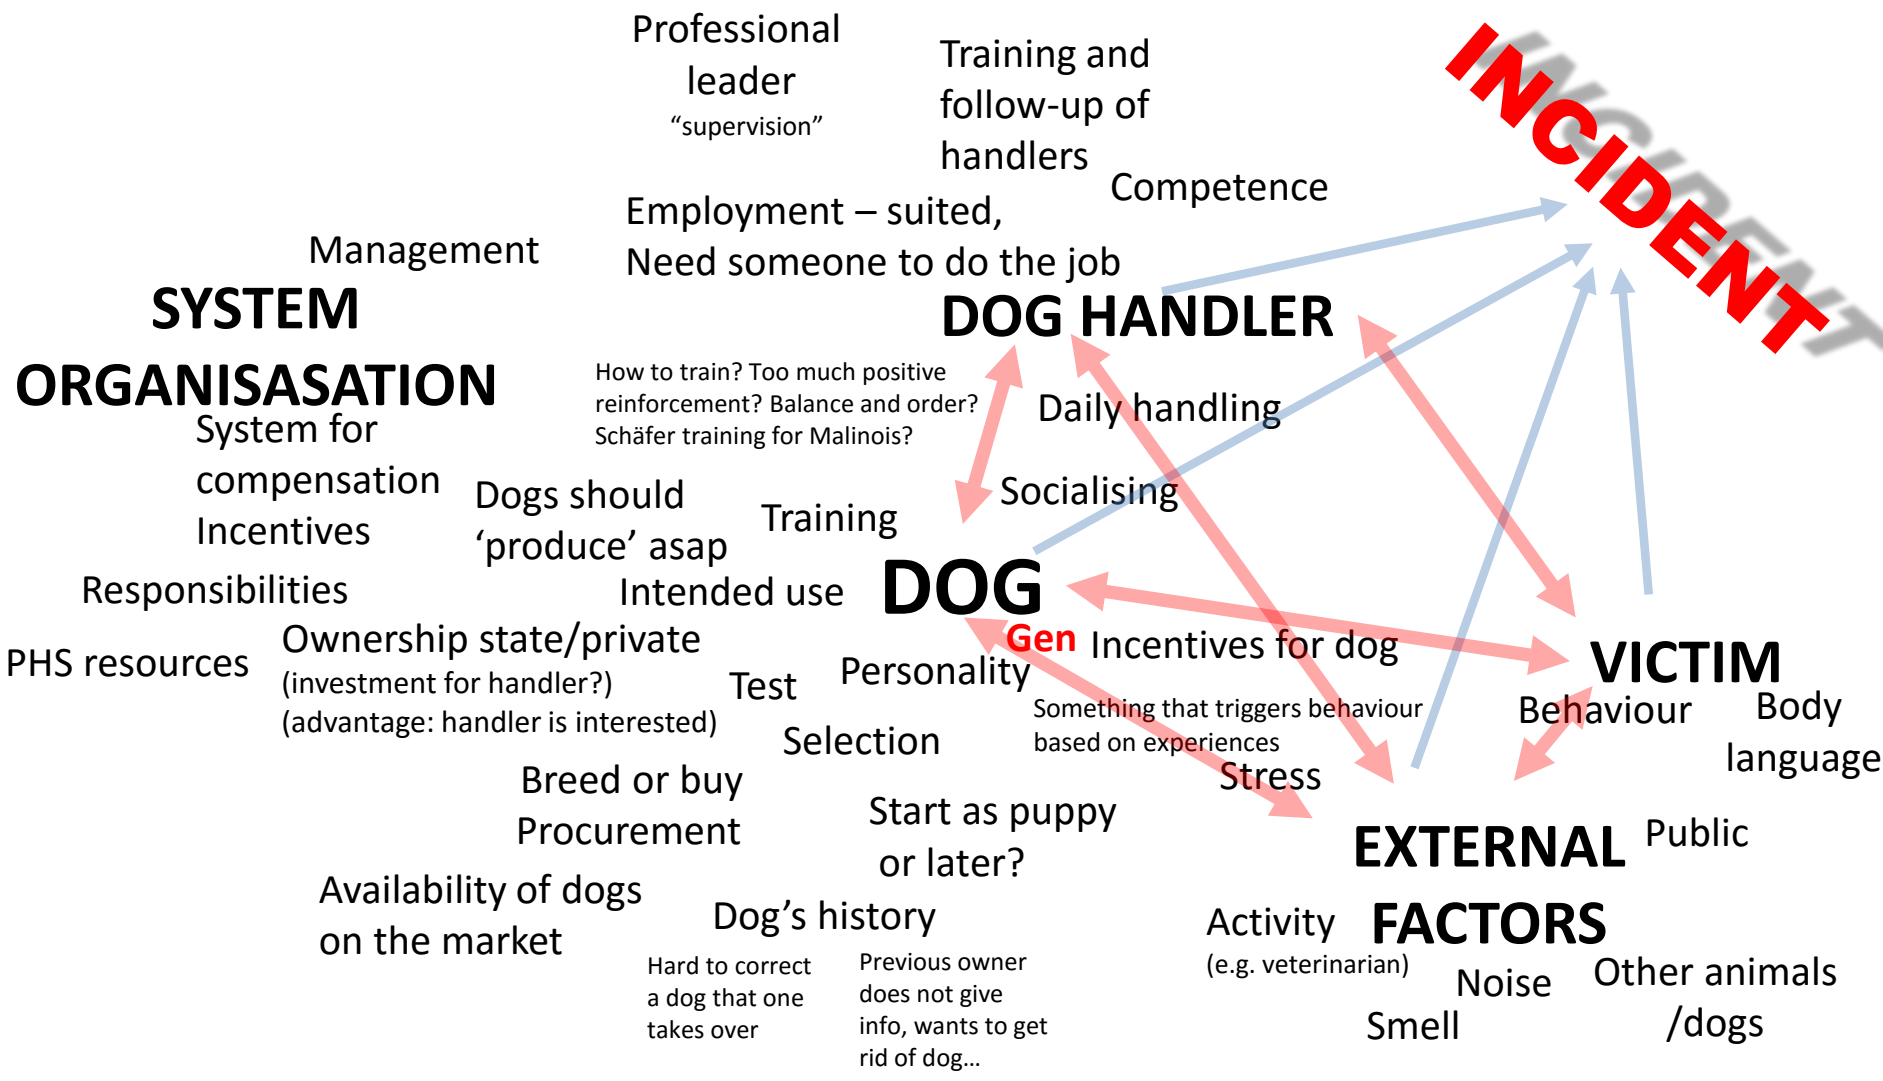 Professional
leader
“supervision”
Training and
follow-up of
handlers
Competence
INCIDENT
Employment – suited,
Need someone to do the job
Management
SYSTEM
ORGANISASATION
DOG HANDLER
How to train? Too much positive
reinforcement? Balance and order?
Schäfer training for Malinois?
Daily handling
System for
compensation
Incentives
Dogs should
‘produce’ asap
Training
Socialising
Responsibilities
Intended use
DOG
Gen
Incentives for dog
PHS resources
Ownership state/private
(investment for handler?)
(advantage: handler is interested)
Test
Personality
Something that triggers behaviour
based on experiences
VICTIM
Behaviour
Body
language
Selection
Stress
Breed or buy
Procurement
Start as puppy
or later?
EXTERNAL
FACTORS
Public
Availability of dogs
on the market
Dog’s history
Hard to correct
a dog that one
takes over
Previous owner
does not give
info, wants to get
rid of dog…
Activity
(e.g. veterinarian)
Noise
Smell
Other animals
/dogs